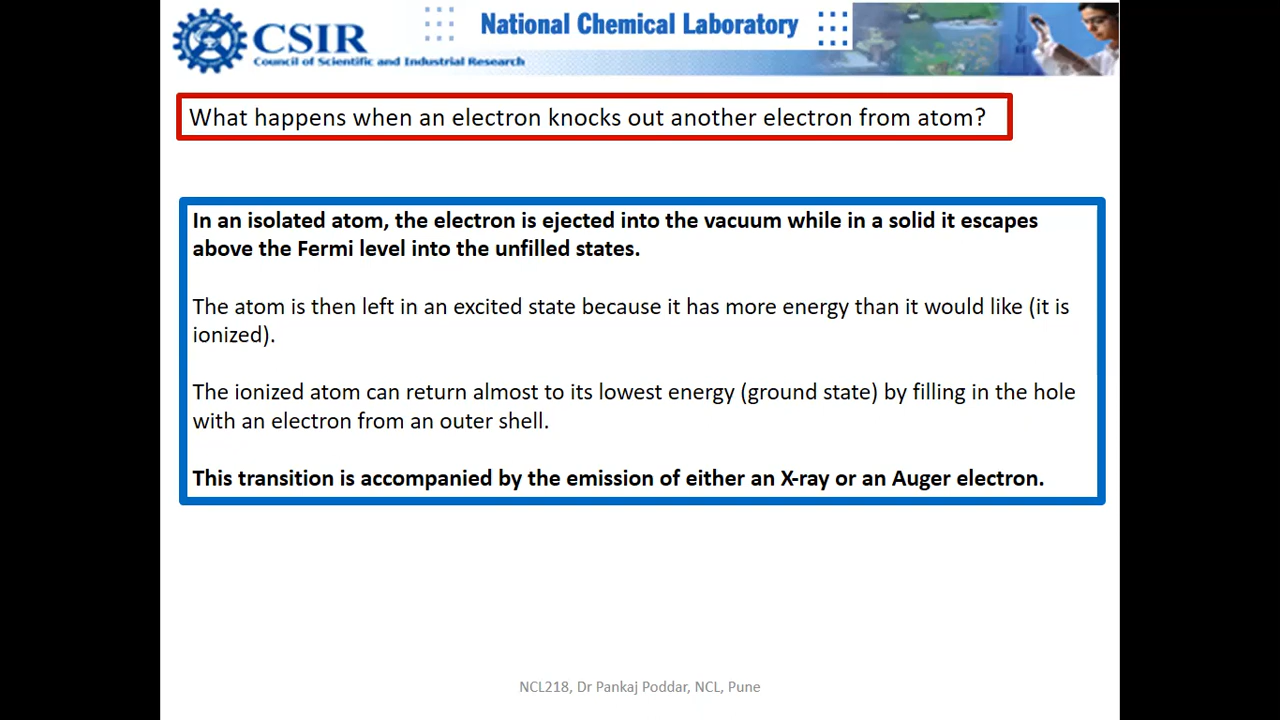 CSIR
Council of Scientific and Industrial Research
National Chemical Laboratory
What happens when an electron knocks out another electron from atom?
In an isolated atom, the electron is ejected into the vacuum while in a solid it escapes
above the Fermi level into the unfilled states.
The atom is then left in an excited state because it has more energy than it would like (it is
ionized).
The ionized atom can return almost to its lowest energy (ground state) by filling in the hole
with an electron from an outer shell.
This transition is accompanied by the emission of either an X-ray or an Auger electron.
NCL218, Dr Pankaj Poddar, NCL, Pune